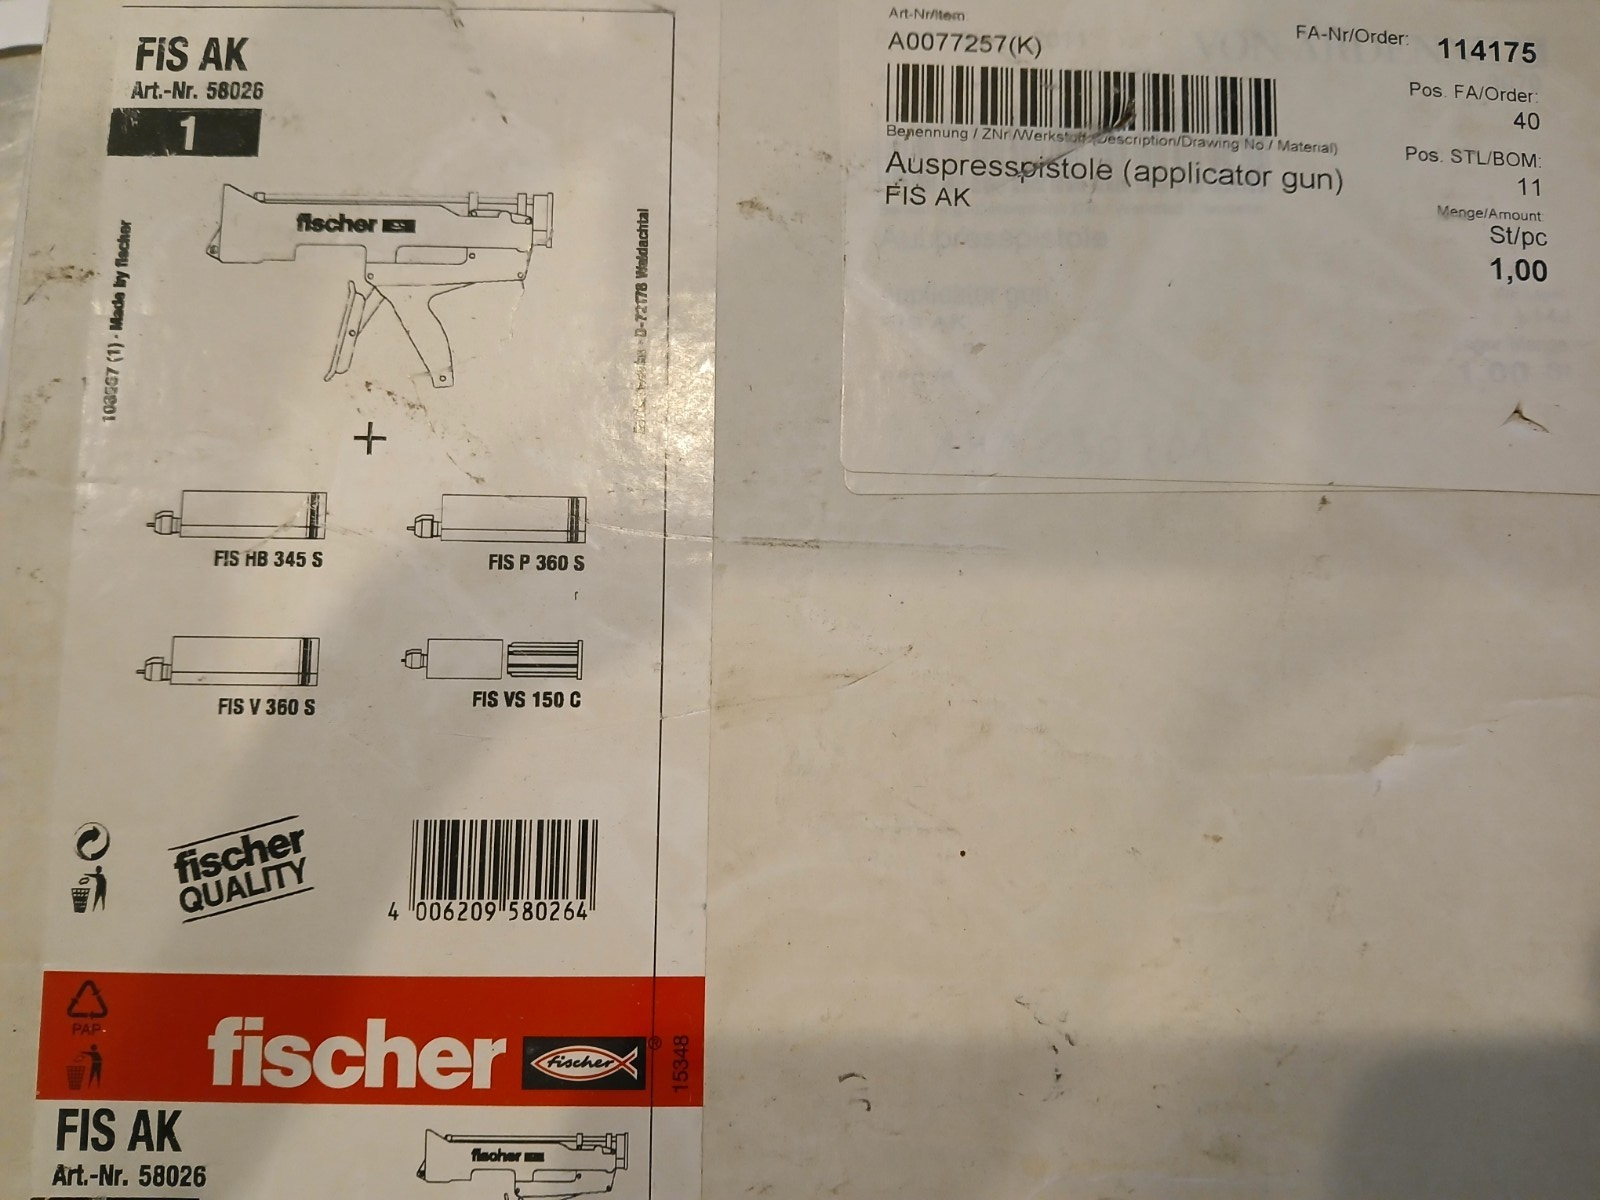 FIS AK
Art.-Nr. 58026
1
fischer
108967 (1) · Made by fischer
D-72178 Waldachtal
+
FIS HB 345 S
FIS P 360 S
FIS V 360 S
FIS VS 150 C
fischer
QUALITY
4 006209 580264
PAP
fischer
fischer
®
15348
FIS AK
Art.-Nr. 58026
fischer
Art-Nr/Item
A0077257(K)
Benennung / ZNr /Werkstoff (Description/Drawing No / Material)
Auspresspistole (applicator gun)
FIS AK
FA-Nr/Order: 114175
Pos. FA/Order:
40
Pos. STL/BOM:
11
Menge/Amount
St/pc
1,00